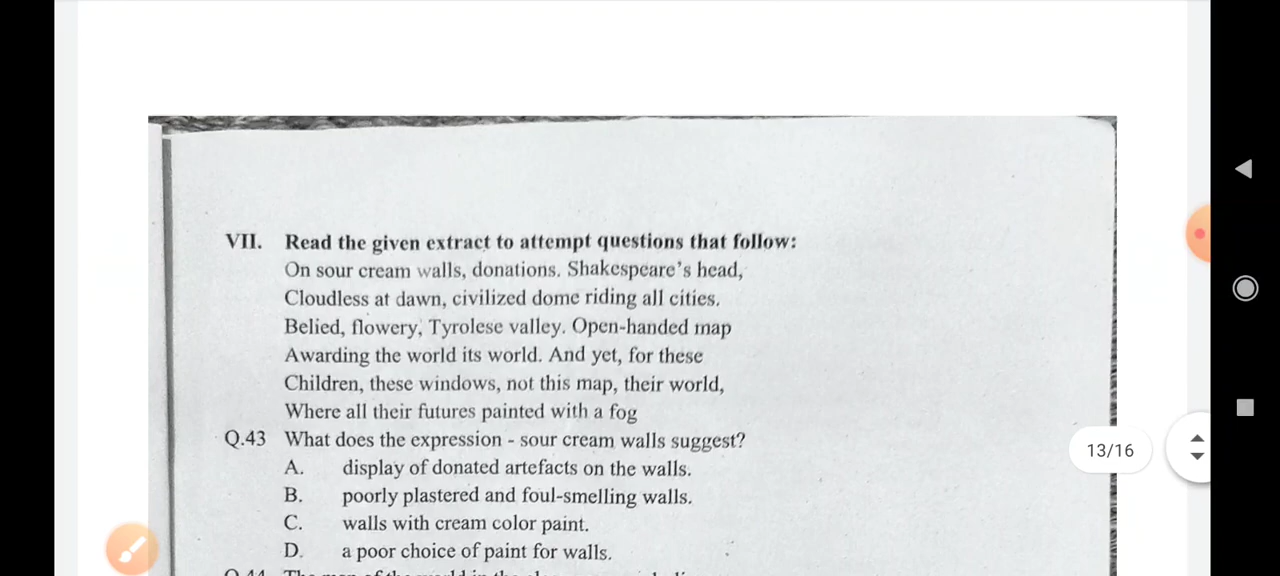 VII. Read the given extract to attempt questions that follow:
On sour cream walls, donations. Shakespeare's head,
Cloudless at dawn, civilized dome riding all cities.
Belied, flowery, Tyrolese valley. Open-handed map
Awarding the world its world. And yet, for these
Children, these windows, not this map, their world,
Where all their futures painted with a fog
Q.43 What does the expression - sour cream walls suggest?
A. display of donated artefacts on the walls.
B. poorly plastered and foul-smelling walls.
C. walls with cream color paint.
13/16
D. a poor choice of paint for walls.